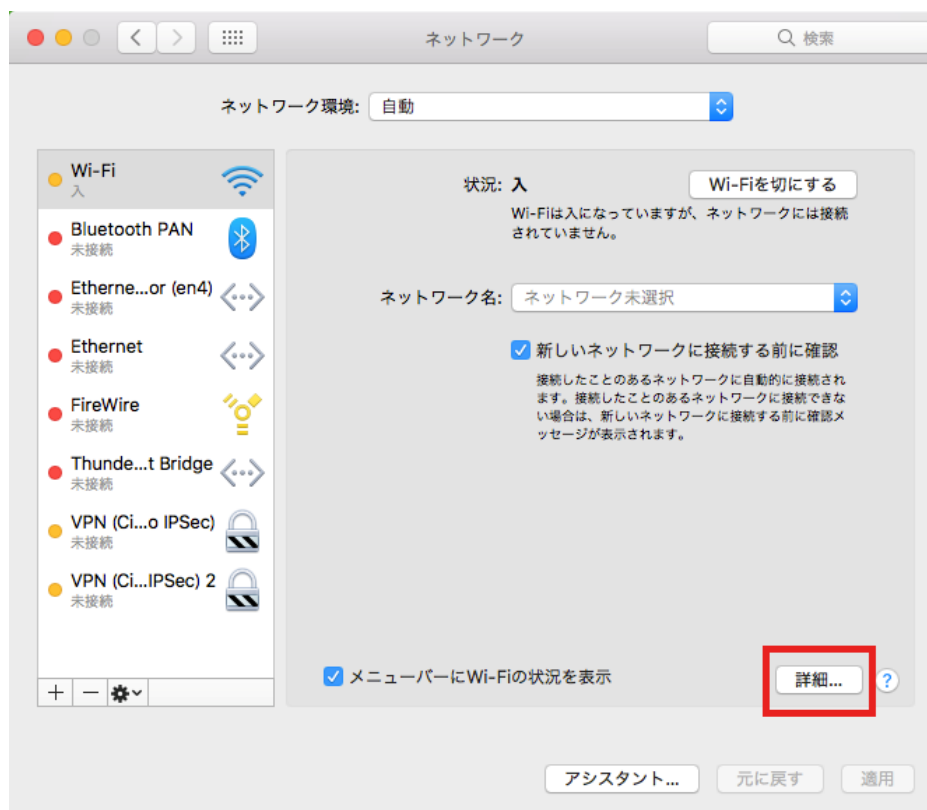 ネットワーク
検索
ネットワーク環境: 自動
Wi-Fi
入
Bluetooth PAN
未接続
Etherne...or (en4)
未接続
Ethernet
未接続
FireWire
未接続
Thunde...t Bridge
未接続
VPN (Ci...o IPSec)
未接続
VPN (Ci...IPSec) 2
未接続
状況: 入
Wi-Fiを切にする
Wi-Fiは入になっていますが、ネットワークには接続
されていません。
ネットワーク名: ネットワーク未選択
新しいネットワークに接続する前に確認
接続したことのあるネットワークに自動的に接続され
ます。接続したことのあるネットワークに接続できな
い場合は、新しいネットワークに接続する前に確認メ
ッセージが表示されます。
メニューバーにWi-Fiの状況を表示
詳細...
?
アシスタント...
元に戻す
適用